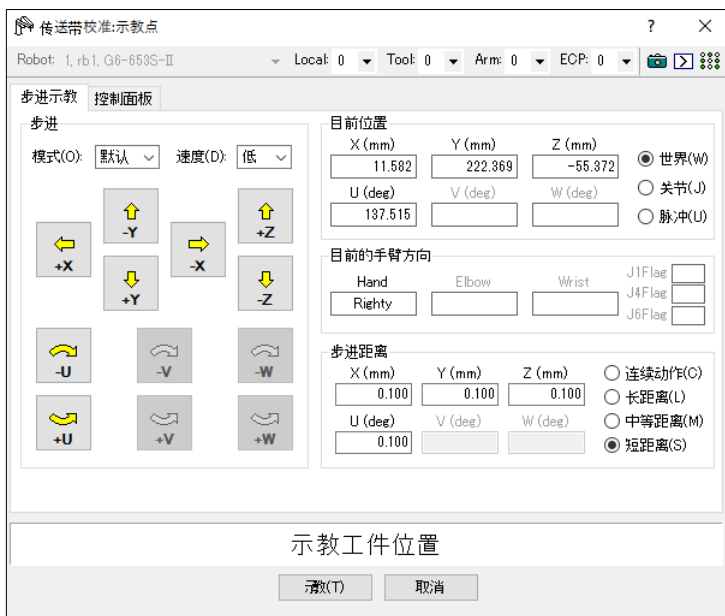 传送带校准:示教点
Robot: 1, rb1, G6-653S-II Local: 0 Tool: 0 Arm: 0 ECP: 0
步进示教 控制面板
步进
模式(O): 默认 速度(D): 低
-Y +Z
+X -X
+Y -Z
-U -V -W
+U +V +W
目前位置
X (mm) Y (mm) Z (mm)
11.582 222.369 -55.372
世界(W)
U (deg) V (deg) W (deg)
关节(J)
137.515
脉冲(U)
目前的手臂方向
Hand Elbow Wrist
Righty
J1Flag
J4Flag
J6Flag
步进距离
X (mm) Y (mm) Z (mm)
0.100 0.100 0.100
U (deg) V (deg) W (deg)
0.100
连续动作(C)
长距离(L)
中等距离(M)
短距离(S)
示教工件位置
示教(T) 取消